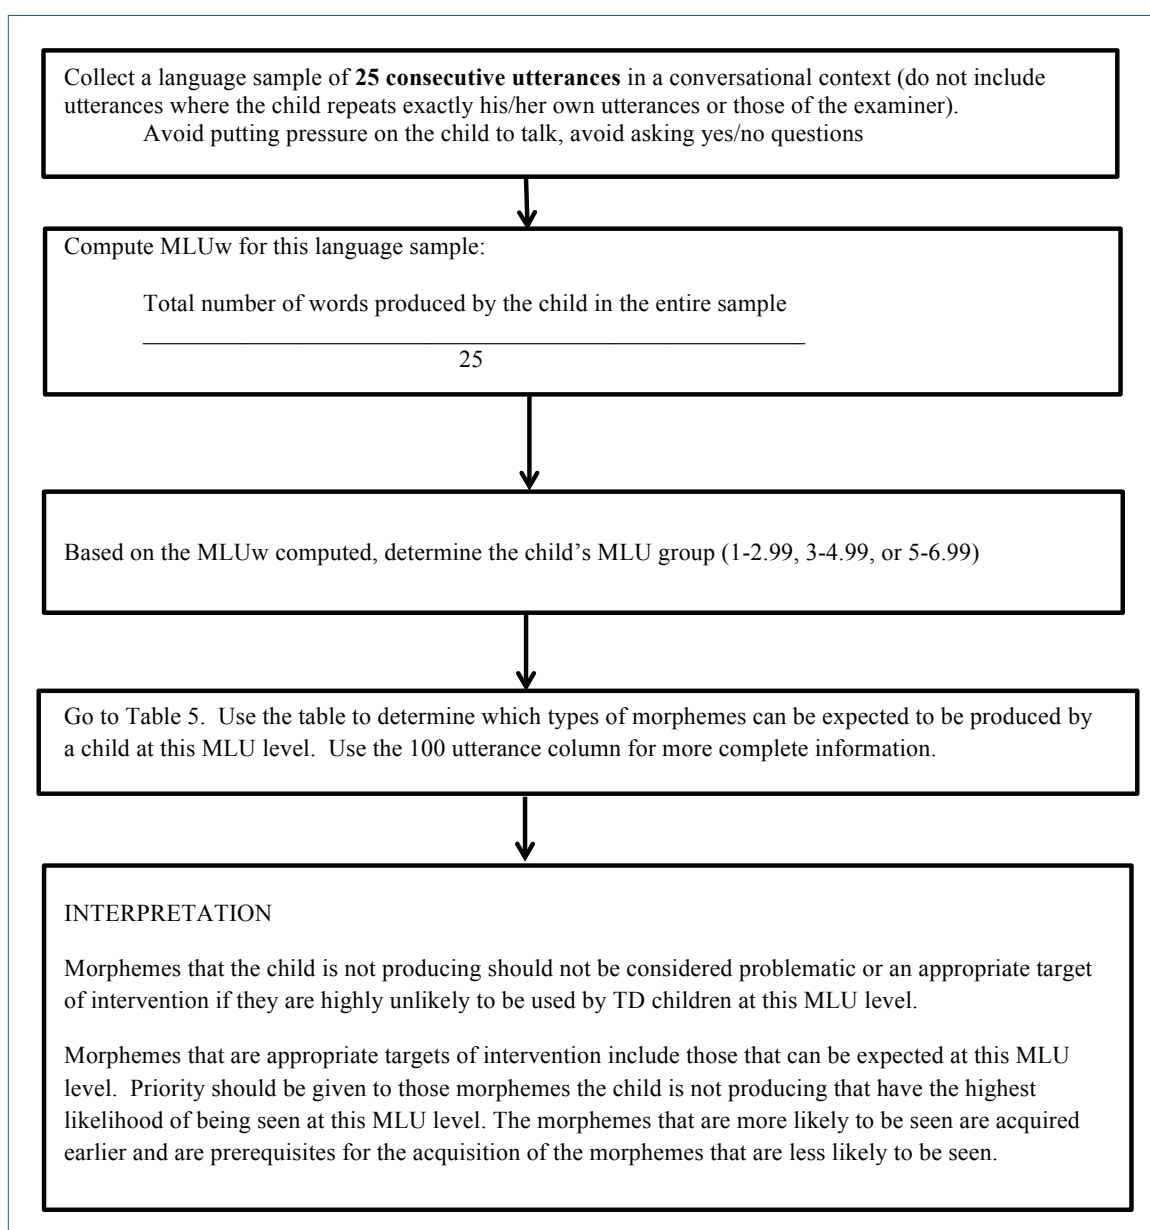 Collect a language sample of 25 consecutive utterances in a conversational context (do not include
utterances where the child repeats exactly his/her own utterances or those of the examiner).
Avoid putting pressure on the child to talk, avoid asking yes/no questions
Compute MLUw for this language sample:
Total number of words produced by the child in the entire sample
25
Based on the MLUw computed, determine the child's MLU group (1-2.99, 3-4.99, or 5-6.99)
Go to Table 5.  Use the table to determine which types of morphemes can be expected to be produced by
a child at this MLU level.  Use the 100 utterance column for more complete information.
INTERPRETATION
Morphemes that the child is not producing should not be considered problematic or an appropriate target
of intervention if they are highly unlikely to be used by TD children at this MLU level.
Morphemes that are appropriate targets of intervention include those that can be expected at this MLU
level.  Priority should be given to those morphemes the child is not producing that have the highest
likelihood of being seen at this MLU level. The morphemes that are more likely to be seen are acquired
earlier and are prerequisites for the acquisition of the morphemes that are less likely to be seen.